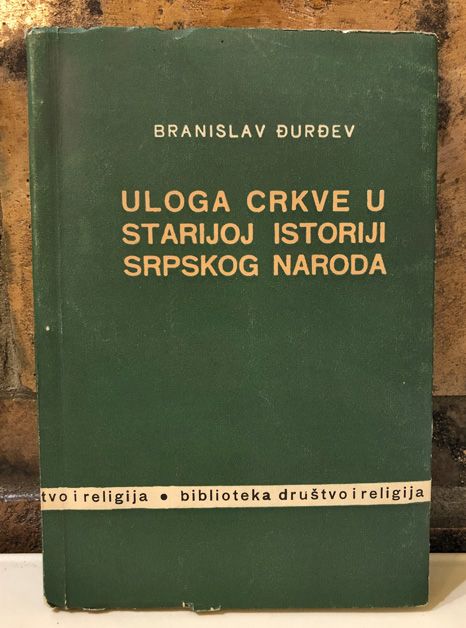 BRANISLAV ĐURĐEV
ULOGA CRKVE U
STARIJOJ ISTORIJI
SRPSKOG NARODA
tvo i religija • biblioteka društvo i religija